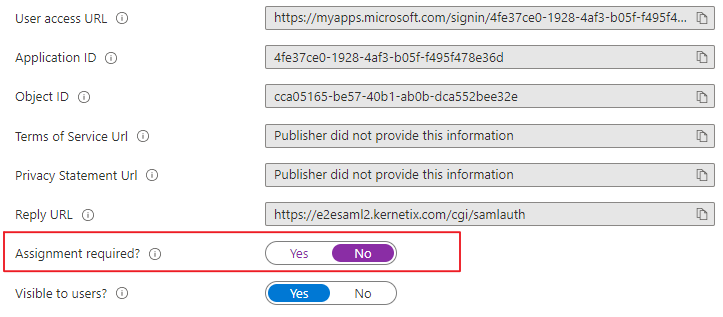 User access URL https://myapps.microsoft.com/signin/4fe37ce0-1928-4af3-b05f-f495f4...
Application ID 4fe37ce0-1928-4af3-b05f-f495f478e36d
Object ID cca05165-be57-40b1-ab0b-dca552bee32e
Terms of Service Url Publisher did not provide this information
Privacy Statement Url Publisher did not provide this information
Reply URL https://e2esaml2.kernetix.com/cgi/samlauth
Assignment required? Yes No
Visible to users? Yes No